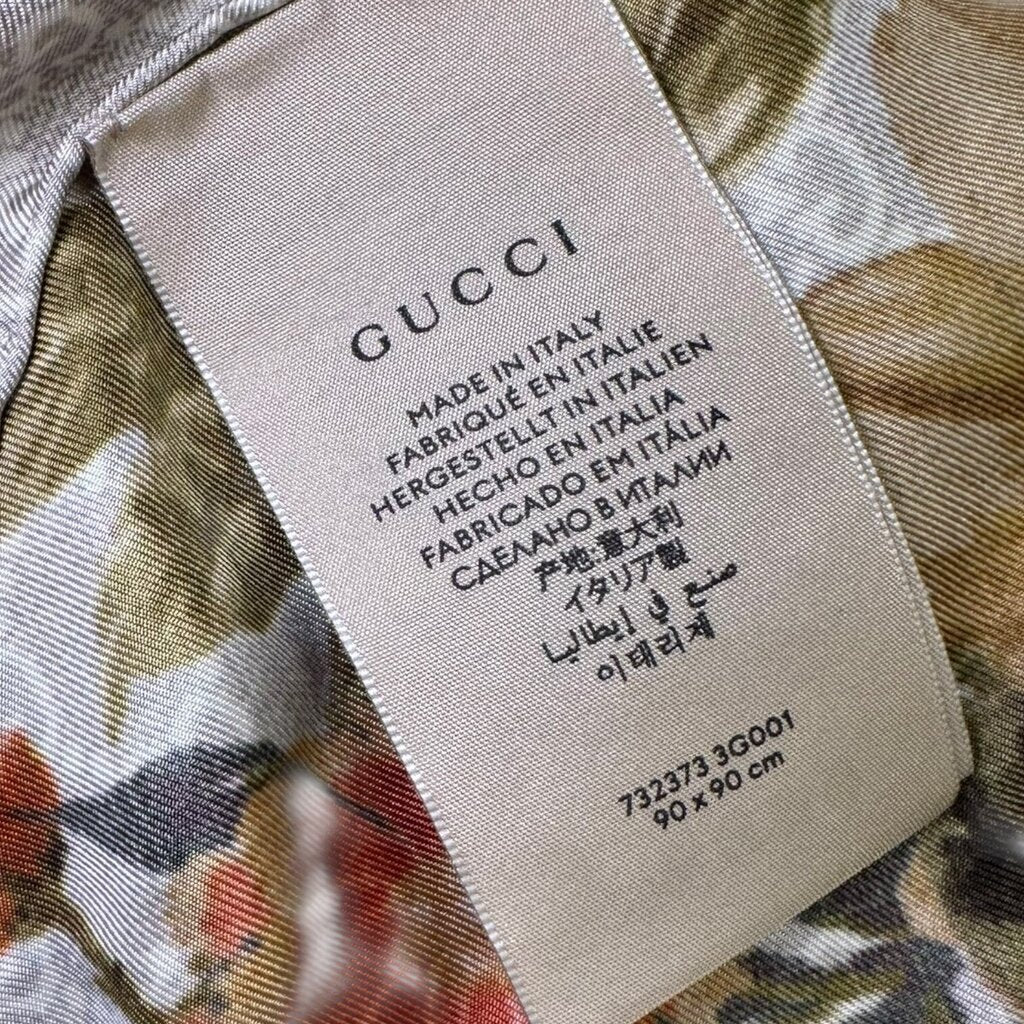 GUCCI
MADE IN ITALY
FABRIQUÉ EN ITALIE
HERGESTELLT IN ITALIEN
HECHO EN ITALIA
FABRICADO EM ITÁLIA
СДЕЛАНО В ИТАЛИИ
产地:意大利
イタリア製
صنع في إيطاليا
이태리제
732373 3G001
90 x 90 cm